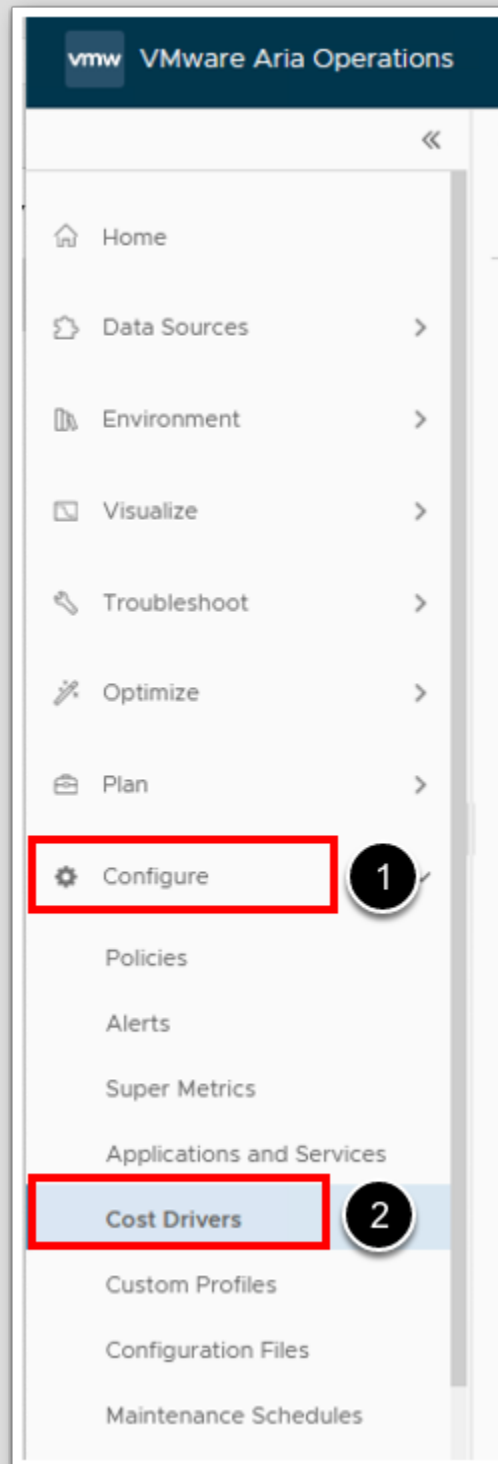 vmw VMware Aria Operations
Home
Data Sources
Environment
Visualize
Troubleshoot
Optimize
Plan
Configure 1
Policies
Alerts
Super Metrics
Applications and Services
Cost Drivers 2
Custom Profiles
Configuration Files
Maintenance Schedules